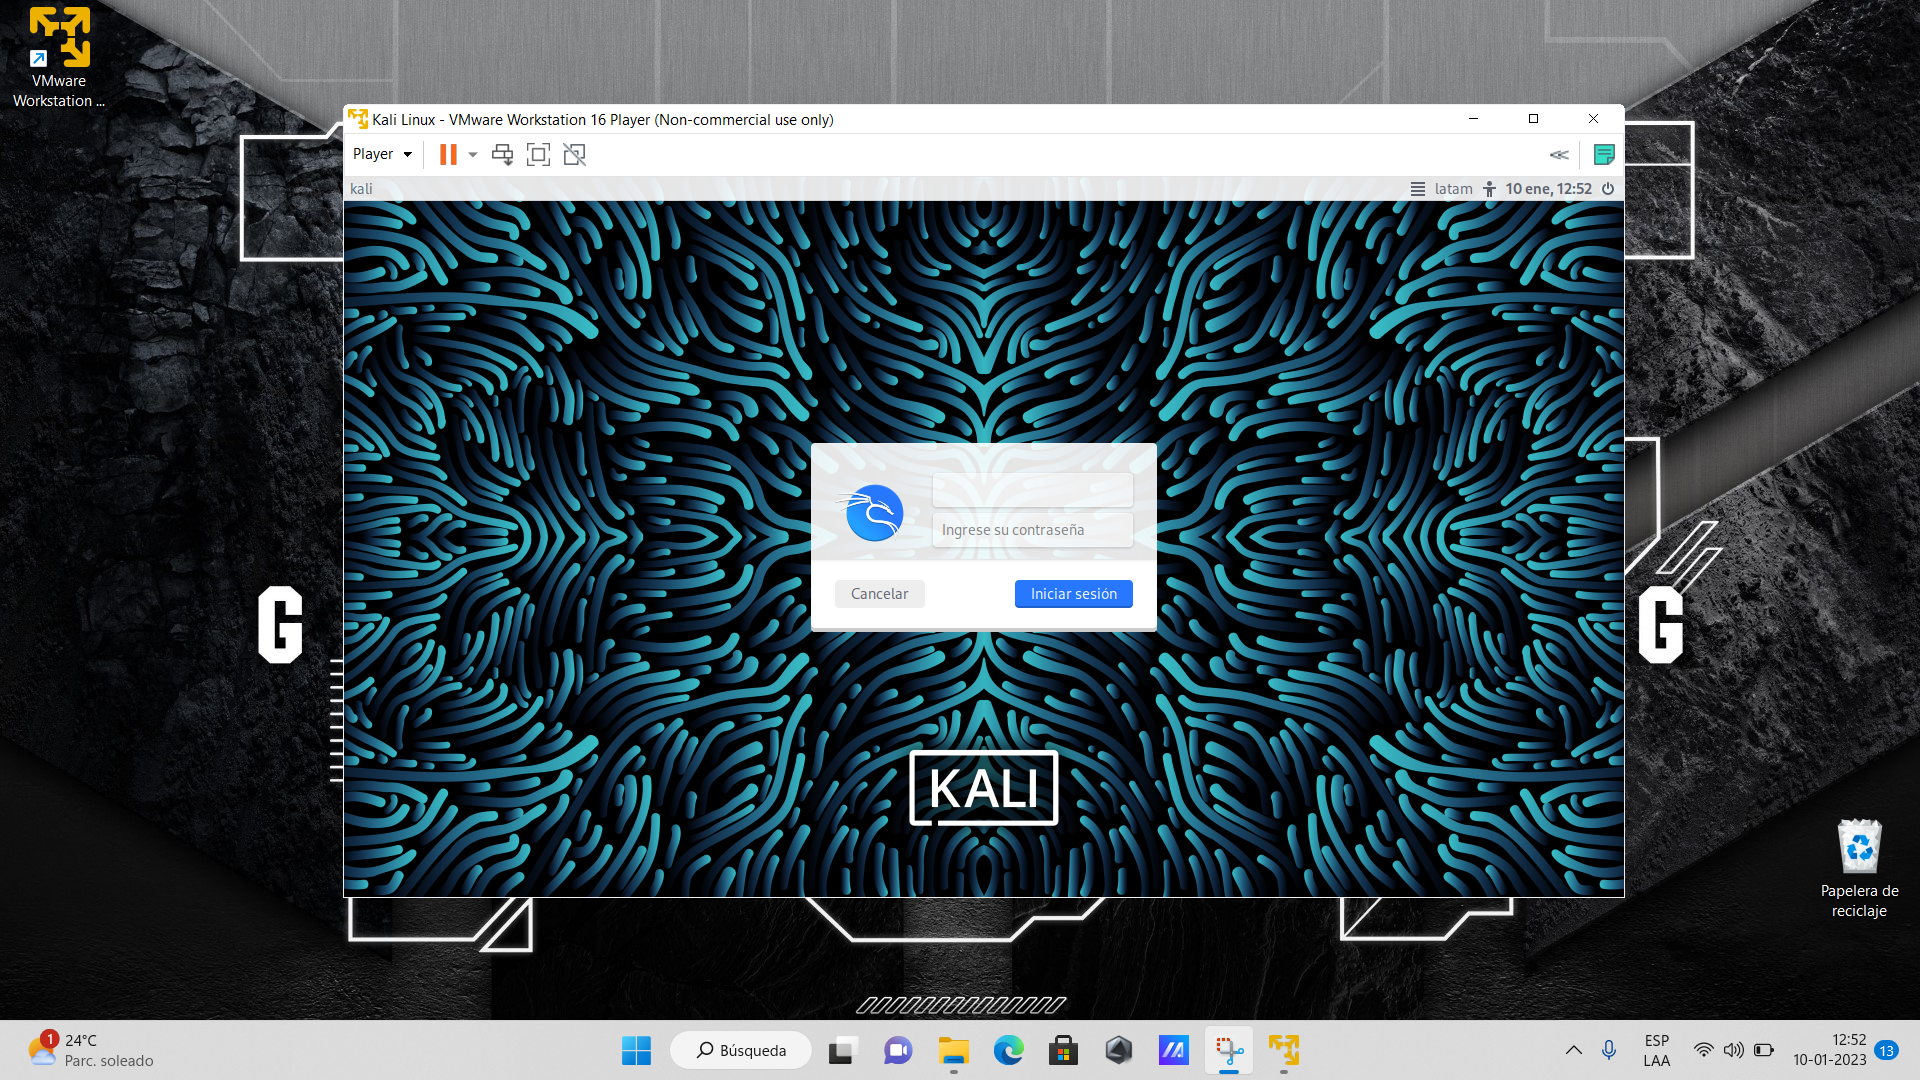 VMware
Workstation ...
Kali Linux - VMware Workstation 16 Player (Non-commercial use only)
Player
kali
latam
10 ene, 12:52
Ingrese su contraseña
Cancelar
Iniciar sesión
KALI
G
G
Papelera de
reciclaje
1
24°C
Parc. soleado
Búsqueda
ESP
LAA
12:52
10-01-2023
13